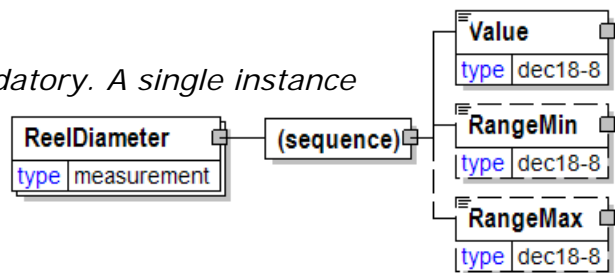 Value
type dec18-8
datory. A single instance
ReelDiameter
type measurement
(sequence)
RangeMin
type dec18-8
RangeMax
type dec18-8